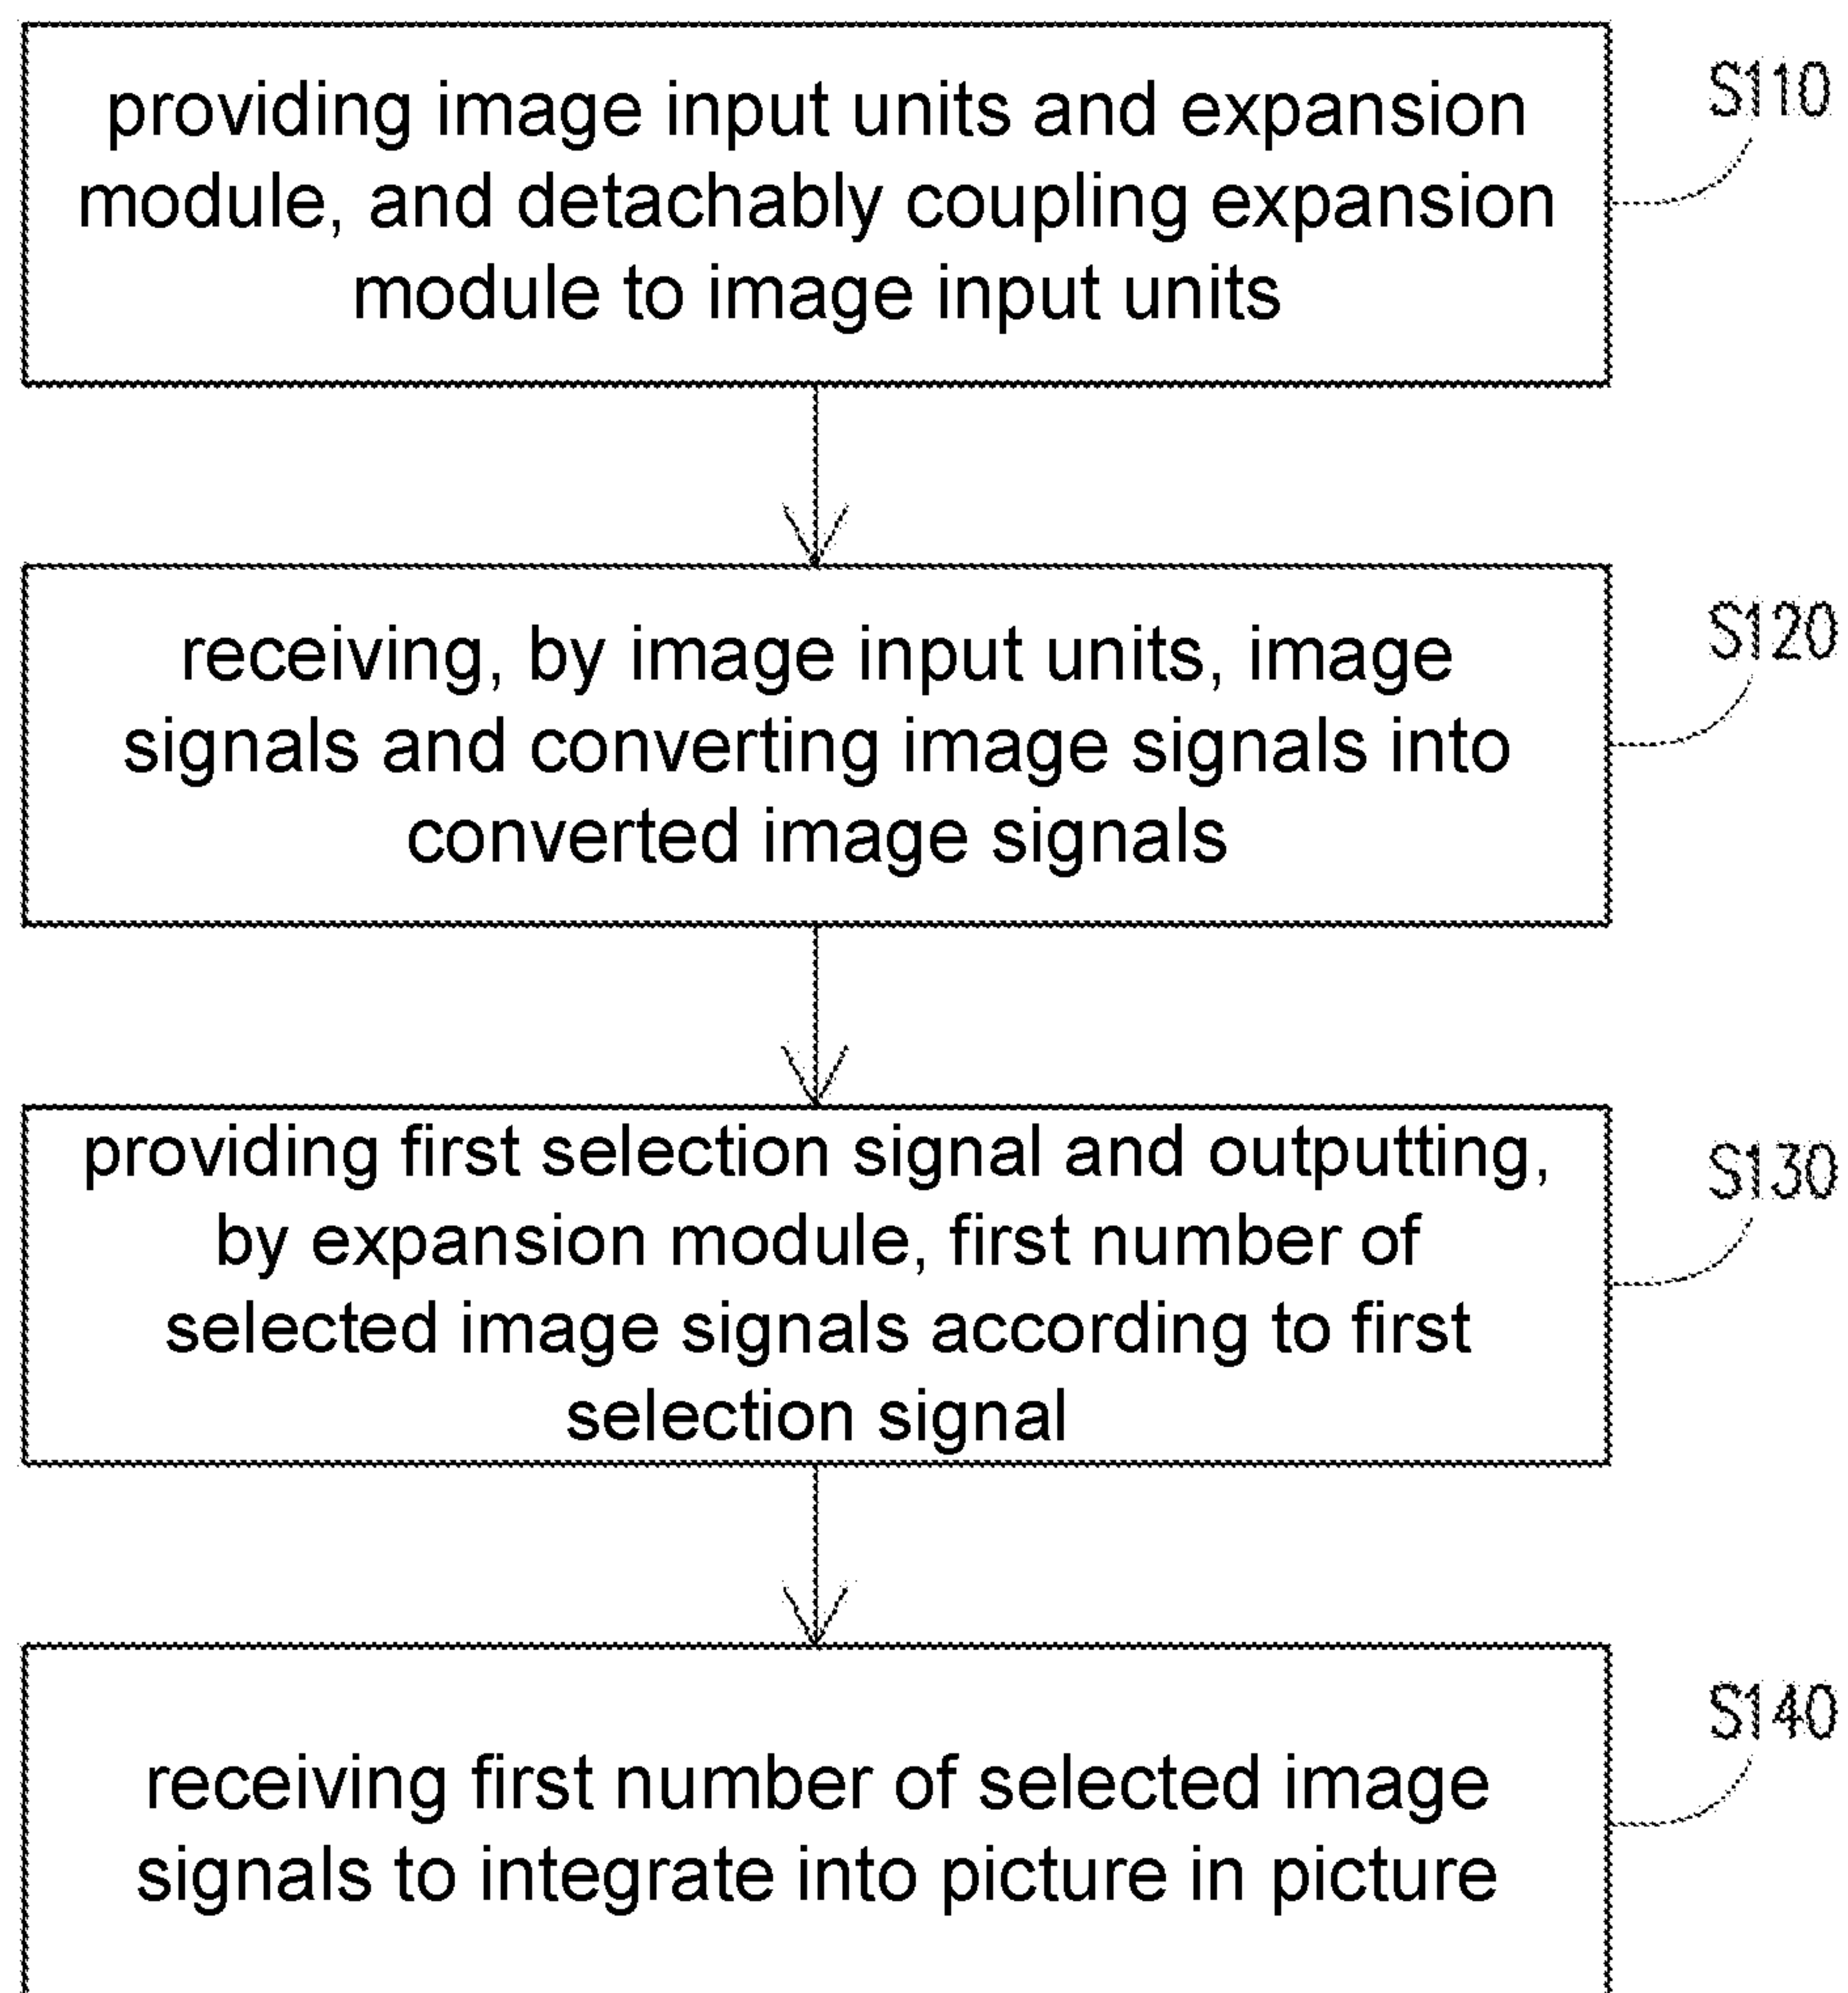 providing image input units and expansion
module, and detachably coupling expansion
module to image input units
S110
receiving, by image input units, image
signals and converting image signals into
converted image signals
S120
providing first selection signal and outputting,
by expansion module, first number of
selected image signals according to first
selection signal
S130
receiving first number of selected image
signals to integrate into picture in picture
S140